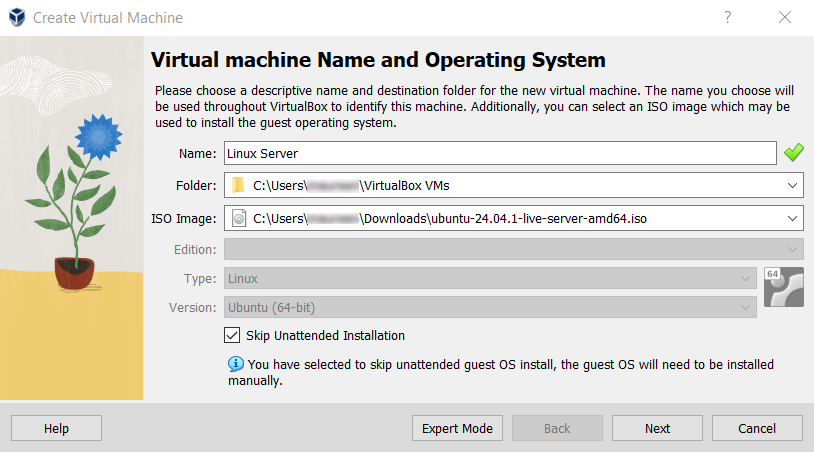 Create Virtual Machine
Virtual machine Name and Operating System
Please choose a descriptive name and destination folder for the new virtual machine. The name you choose will
be used throughout VirtualBox to identify this machine. Additionally, you can select an ISO image which may be
used to install the guest operating system.
Name: Linux Server
Folder: C:\Users\ \VirtualBox VMs
ISO Image: C:\Users\ \Downloads\ubuntu-24.04.1-live-server-amd64.iso
Edition:
Type: Linux 64
Version: Ubuntu (64-bit)
Skip Unattended Installation
You have selected to skip unattended guest OS install, the guest OS will need to be installed
manually.
Help Expert Mode Back Next Cancel